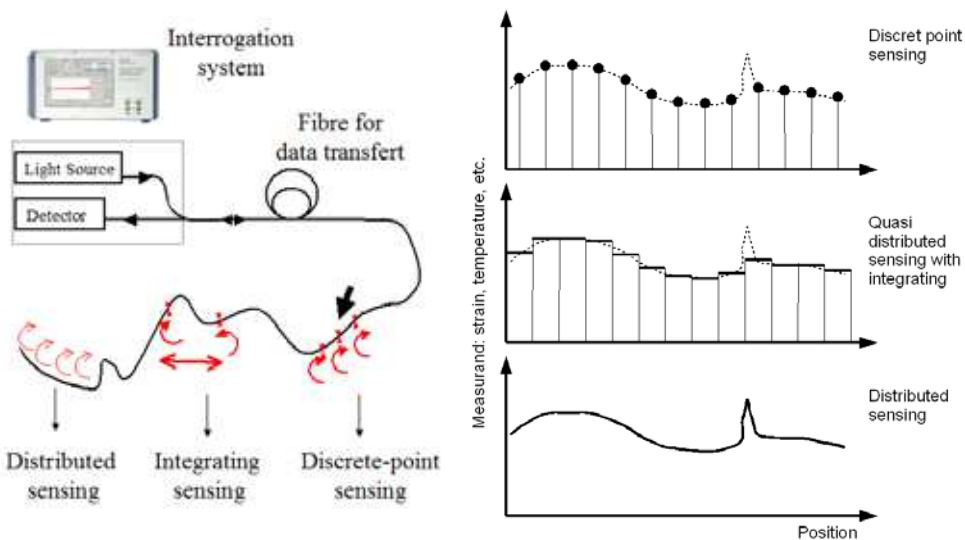 Interrogation
system
Light Source
Detector
Fibre for
data transfert
Distributed
sensing
Integrating
sensing
Discrete-point
sensing
Measurand: strain, temperature, etc.
Discret point
sensing
Quasi
distributed
sensing with
integrating
Distributed
sensing
Position